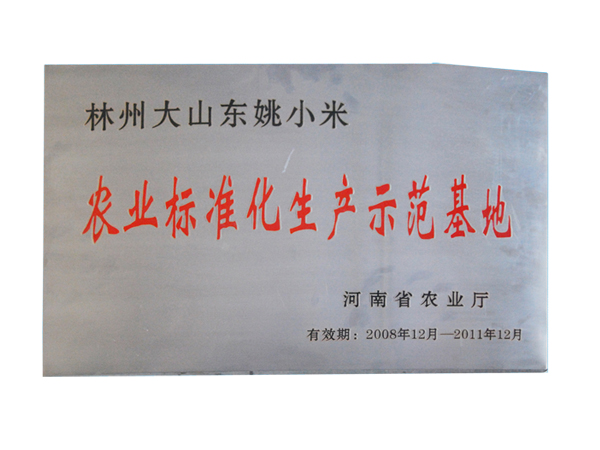 林州大山东姚小米
农业标准化生产示范基地
河南省农业厅
有效期：2008年12月—2011年12月